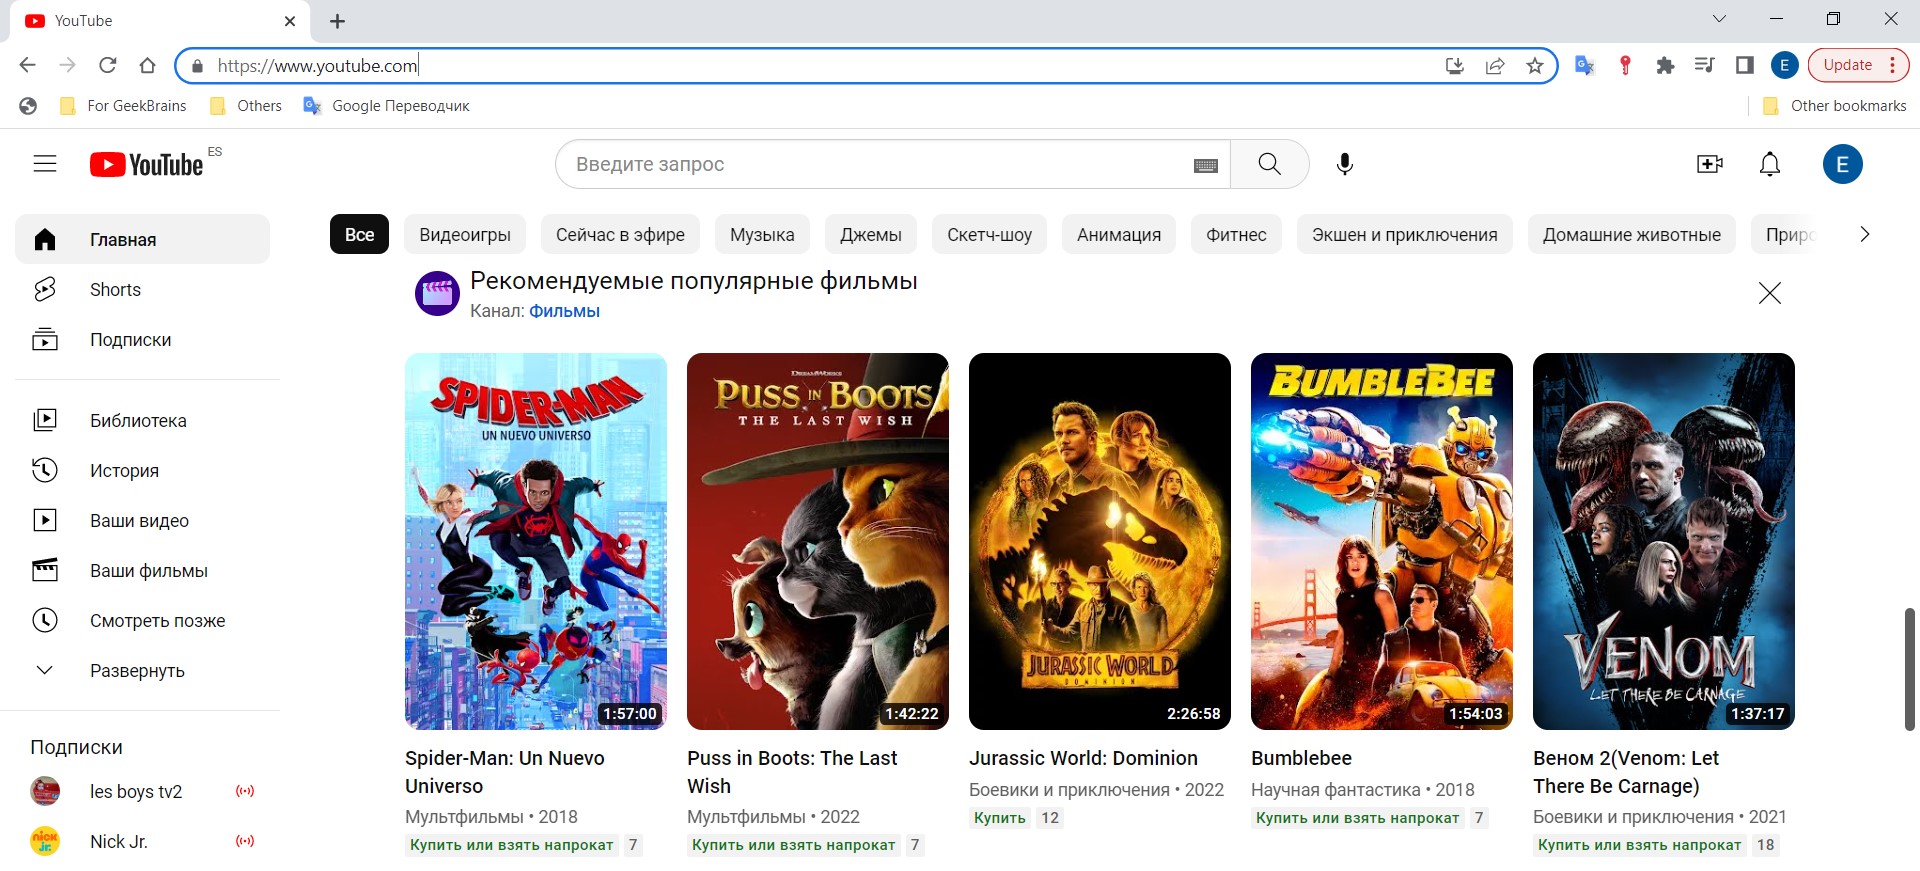 YouTube
https://www.youtube.com
E
Update
For GeekBrains
Others
Google Переводчик
Other bookmarks
YouTube ES
Введите запрос
E
Главная
Shorts
Подписки
Библиотека
История
Ваши видео
Ваши фильмы
Смотреть позже
Развернуть
Подписки
les boys tv2
Nick Jr.
Все
Видеоигры
Сейчас в эфире
Музыка
Джемы
Скетч-шоу
Анимация
Фитнес
Экшен и приключения
Домашние животные
Рекомендуемые популярные фильмы
Канал: Фильмы
SPIDER-MAN
UN NUEVO UNIVERSO
1:57:00
Spider-Man: Un Nuevo
Universo
Мультфильмы • 2018
Купить или взять напрокат 7
DREAMWORKS
PUSS IN BOOTS
THE LAST WISH
1:42:22
Puss in Boots: The Last
Wish
Мультфильмы • 2022
Купить или взять напрокат 7
JURASSIC WORLD
DOMINION
2:26:58
Jurassic World: Dominion
Боевики и приключения • 2022
Купить 12
BUMBLEBEE
1:54:03
Bumblebee
Научная фантастика • 2018
Купить или взять напрокат 7
VENOM
LET THERE BE CARNAGE
1:37:17
Веном 2(Venom: Let
There Be Carnage)
Боевики и приключения • 2021
Купить или взять напрокат 18